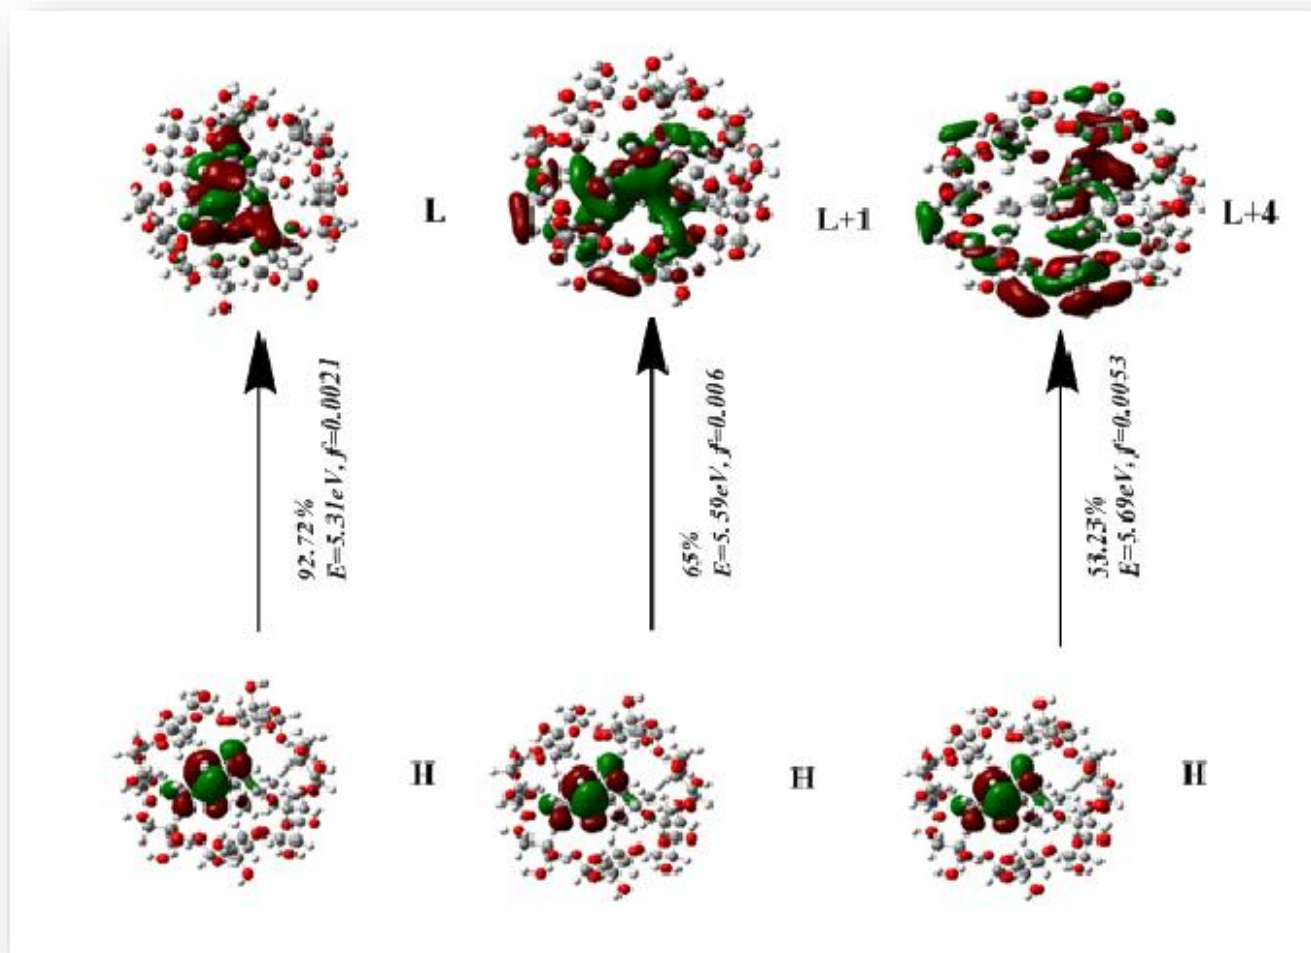 L
L+1
L+4
92.72%
E=5.31eV, f=0.0021
65%
E=5.59eV, f=0.006
53.23%
E=5.69eV, f=0.0053
H
H
H